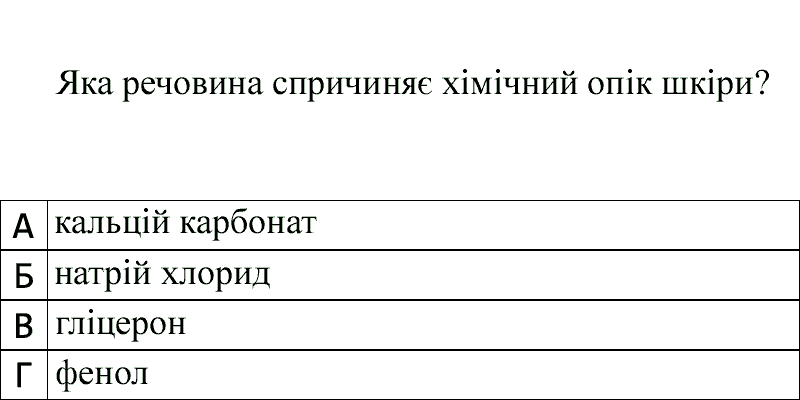 Яка речовина спричиняє хімічний опік шкіри?
А кальцій карбонат
Б натрій хлорид
В гліцерон
Г фенол